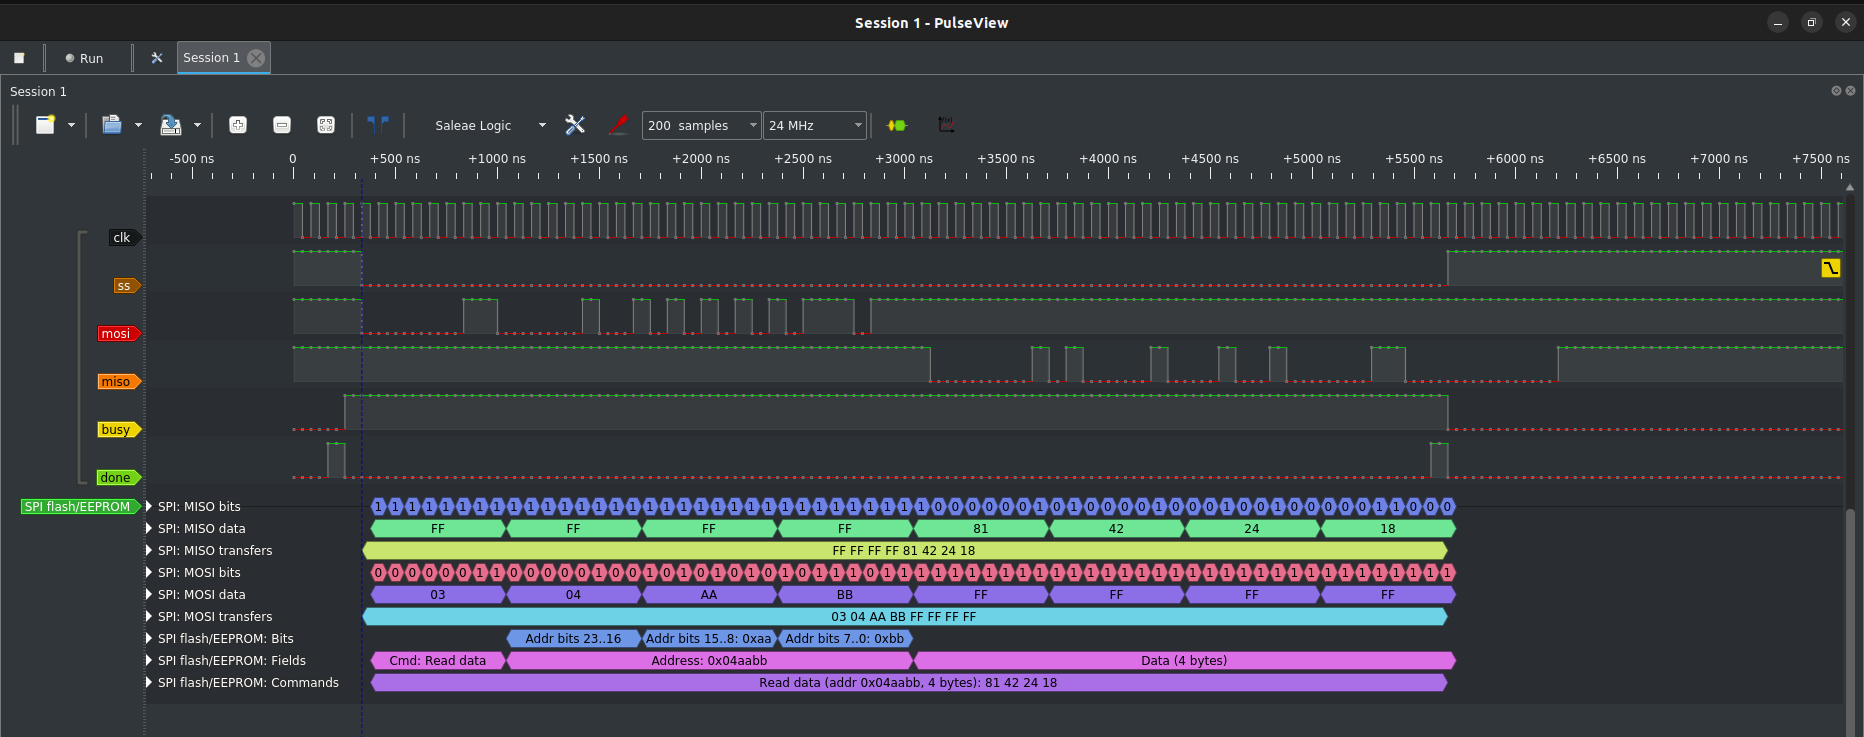 Session 1 - PulseView
Run
Session 1
Session 1
Saleae Logic
200 samples
24 MHz
-500 ns 0 +500 ns +1000 ns +1500 ns +2000 ns +2500 ns +3000 ns +3500 ns +4000 ns +4500 ns +5000 ns +5500 ns +6000 ns +6500 ns +7000 ns +7500 ns
clk
ss
mosi
miso
busy
done
SPI flash/EEPROM SPI: MISO bits 1 1 1 1 1 1 1 1 1 1 1 1 1 1 1 1 1 1 1 1 1 1 1 1 1 1 1 1 1 1 1 1 1 0 0 0 0 0 0 1 0 1 0 0 0 0 1 0 0 0 1 0 0 1 0 0 0 0 0 1 1 0 0 0
SPI: MISO data FF FF FF FF 81 42 24 18
SPI: MISO transfers FF FF FF FF 81 42 24 18
SPI: MOSI bits 0 0 0 0 0 0 1 1 0 0 0 0 0 1 0 0 1 0 1 0 1 0 1 0 1 0 1 1 1 0 1 1 1 1 1 1 1 1 1 1 1 1 1 1 1 1 1 1 1 1 1 1 1 1 1 1 1 1 1 1 1 1 1 1
SPI: MOSI data 03 04 AA BB FF FF FF FF
SPI: MOSI transfers 03 04 AA BB FF FF FF FF
SPI flash/EEPROM: Bits Addr bits 23..16 Addr bits 15..8: 0xaa Addr bits 7..0: 0xbb
SPI flash/EEPROM: Fields Cmd: Read data Address: 0x04aabb Data (4 bytes)
SPI flash/EEPROM: Commands Read data (addr 0x04aabb, 4 bytes): 81 42 24 18